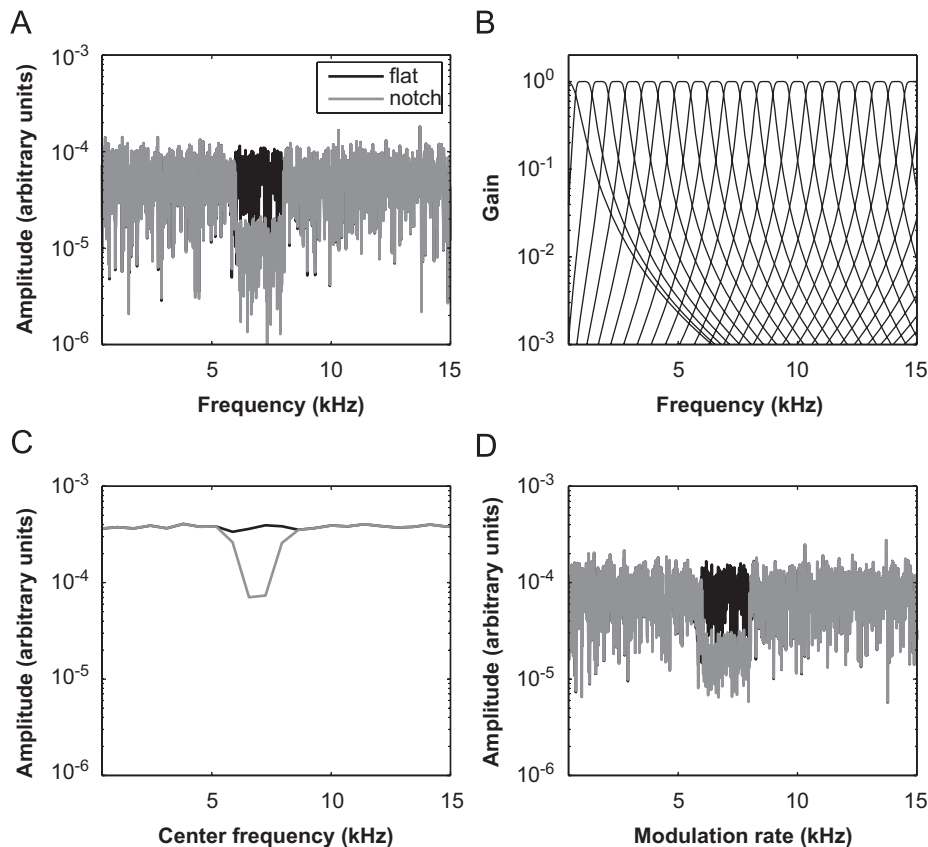 A
Amplitude (arbitrary units)
10⁻³
10⁻⁴
10⁻⁵
10⁻⁶
flat
notch
5
10
15
Frequency (kHz)
B
Gain
10⁰
10⁻¹
10⁻²
10⁻³
5
10
15
Frequency (kHz)
C
Amplitude (arbitrary units)
10⁻³
10⁻⁴
10⁻⁵
10⁻⁶
5
10
15
Center frequency (kHz)
D
Amplitude (arbitrary units)
10⁻³
10⁻⁴
10⁻⁵
10⁻⁶
5
10
15
Modulation rate (kHz)